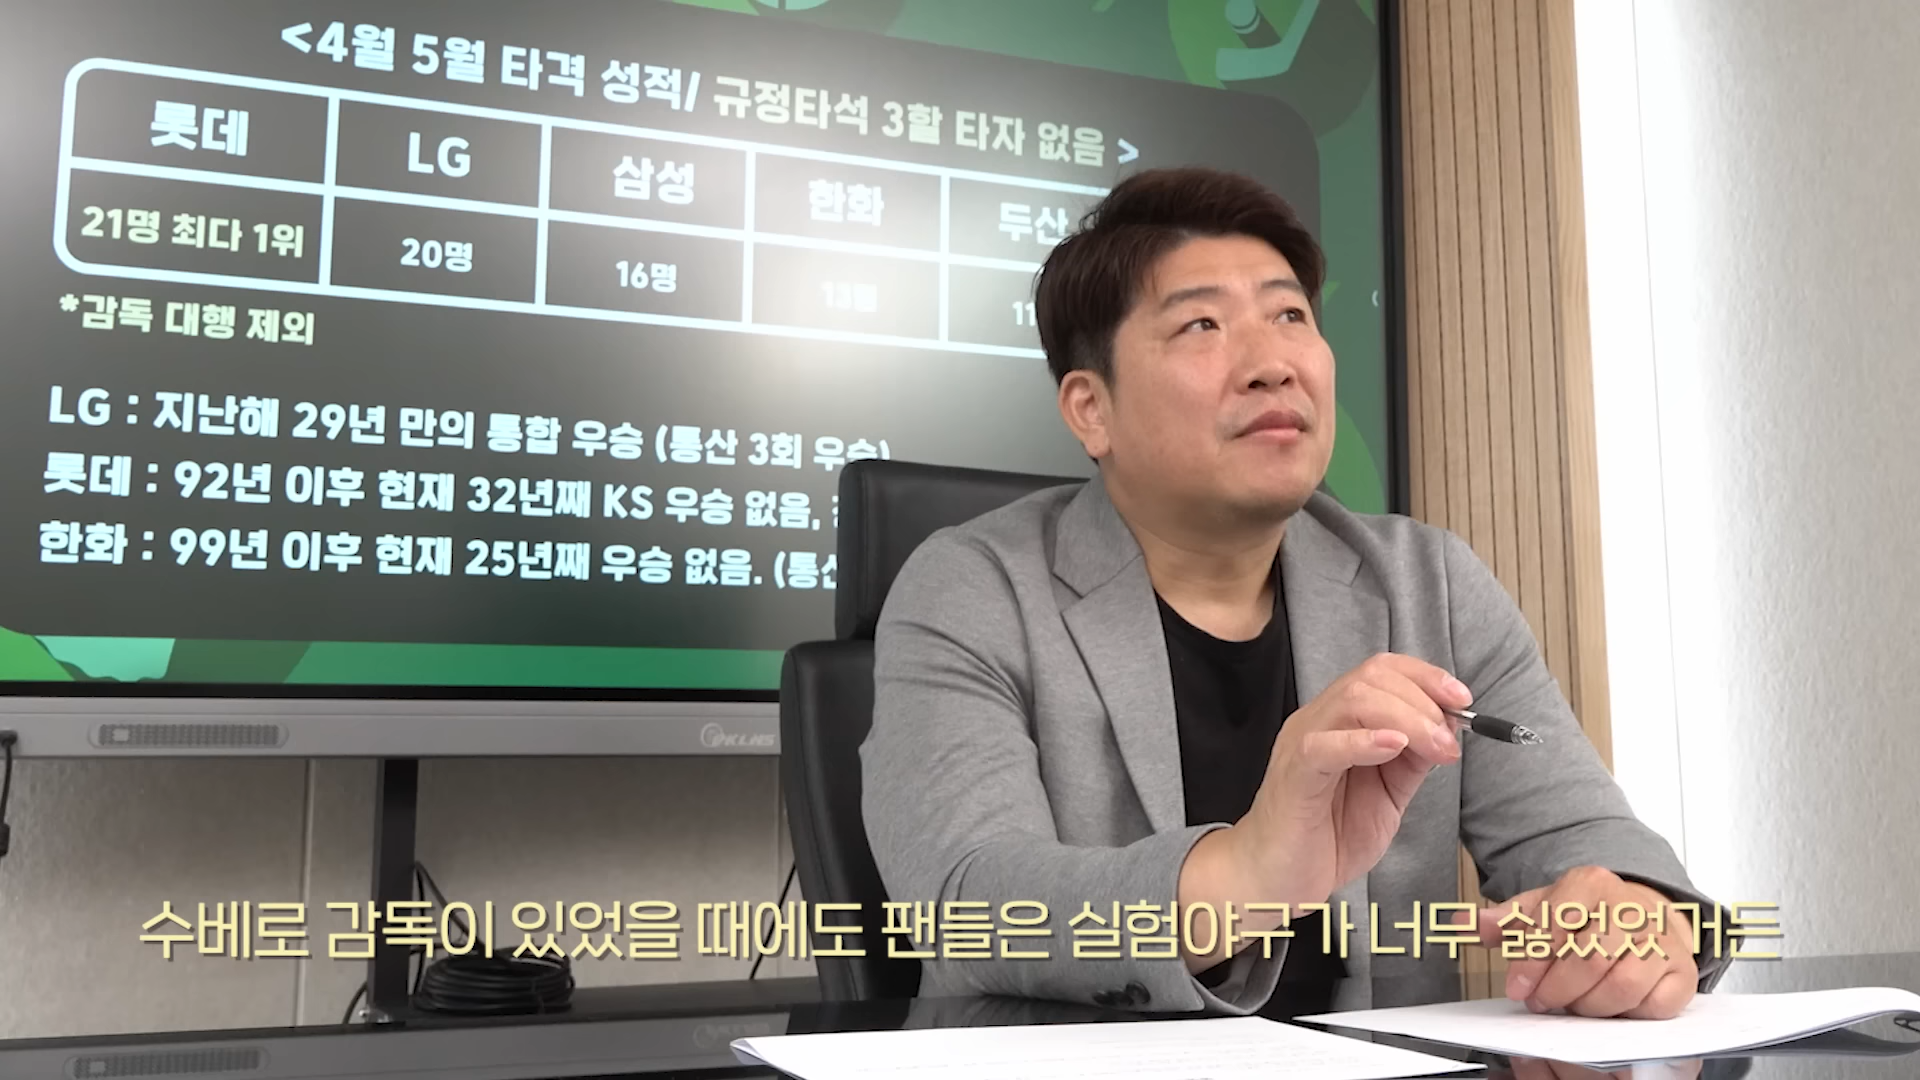 <4월 5월 타격 성적/ 규정타석 3할 타자 없음 >
롯데 LG 삼성 한화 두산
21명 최다 1위 20명 16명
*감독 대행 제외
LG : 지난해 29년 만의 통합 우승 (통산 3회 우승)
롯데 : 92년 이후 현재 32년째 KS 우승 없음,
한화 : 99년 이후 현재 25년째 우승 없음. (통산
수베로 감독이 있었을 때에도 팬들은 실험야구가 너무 싫었었거든